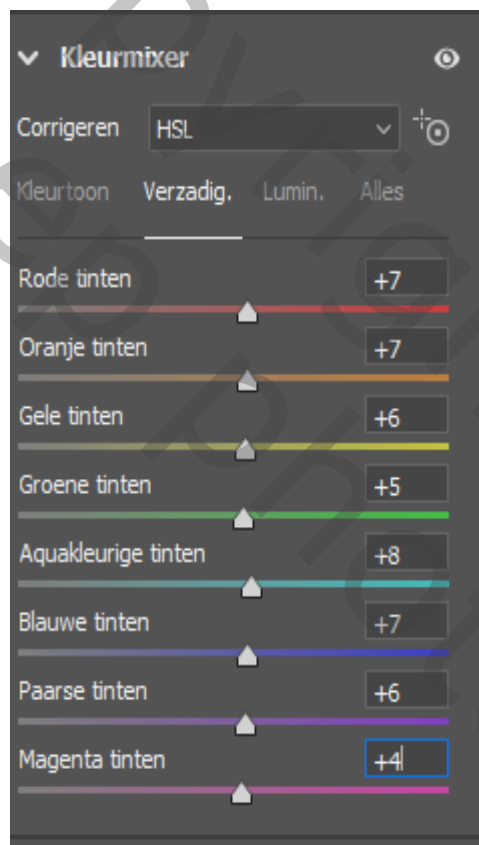 Kleurmixer
Corrigeren HSL
Kleurtoon Verzadig. Lumin. Alles
Rode tinten +7
Oranje tinten +7
Gele tinten +6
Groene tinten +5
Aquakleurige tinten +8
Blauwe tinten +7
Paarse tinten +6
Magenta tinten +4